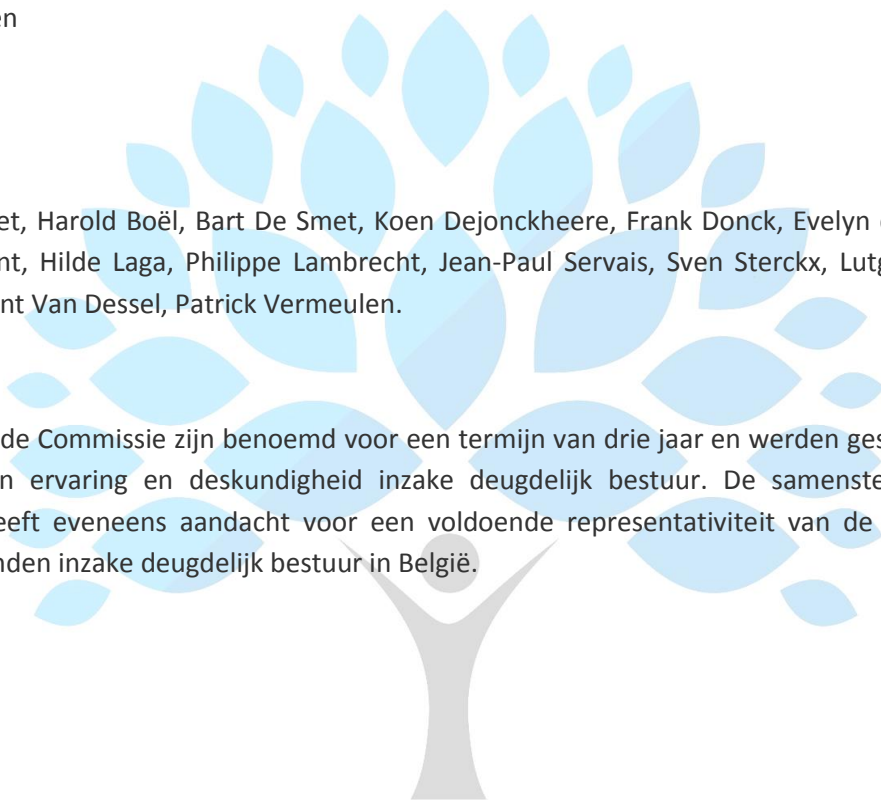 en
et, Harold Boël, Bart De Smet, Koen Dejonckheere, Frank Donck, Evelyn
nt, Hilde Laga, Philippe Lambrecht, Jean-Paul Servais, Sven Sterckx, Lutg
nt Van Dessel, Patrick Vermeulen.
de Commissie zijn benoemd voor een termijn van drie jaar en werden ges
n ervaring en deskundigheid inzake deugdelijk bestuur. De samenste
eeft eveneens aandacht voor een voldoende representativiteit van de
nden inzake deugdelijk bestuur in België.